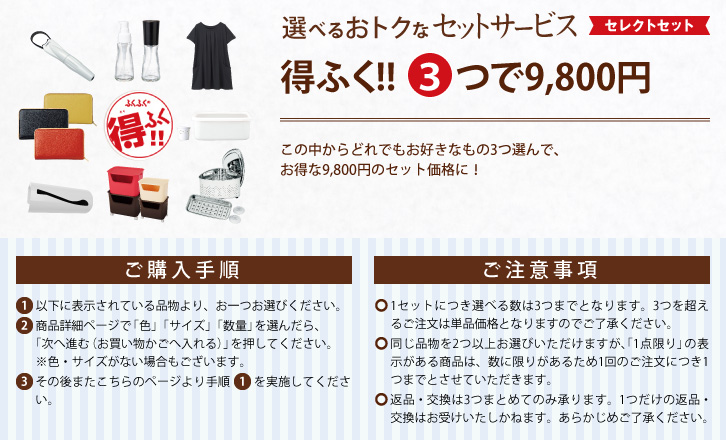 選べるおトクなセットサービス セレクトセット
得ふく!! 3つで9,800円
ふくふく
得ふく!!
この中からどれでもお好きなもの3つ選んで、
お得な9,800円のセット価格に！
ご購入手順
1 以下に表示されている品物より、お一つお選びください。
2 商品詳細ページで「色」「サイズ」「数量」を選んだら、
「次へ進む（お買い物かごへ入れる）」を押してください。
※色・サイズがない場合もございます。
3 その後またこちらのページより手順 1 を実施してくださ
い。
ご注意事項
1セットにつき選べる数は3つまでとなります。3つを超え
るご注文は単品価格となりますのでご了承ください。
同じ品物を2つ以上お選びいただけますが、「1点限り」の表
示がある商品は、数に限りがあるため1回のご注文につき1
つまでとさせていただきます。
返品・交換は3つまとめてのみ承ります。1つだけの返品・
交換はお受けいたしかねます。あらかじめご了承ください。